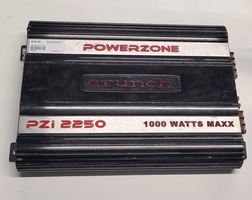 POWERZONE
crunch
PZi 2250
1000 WATTS MAXX